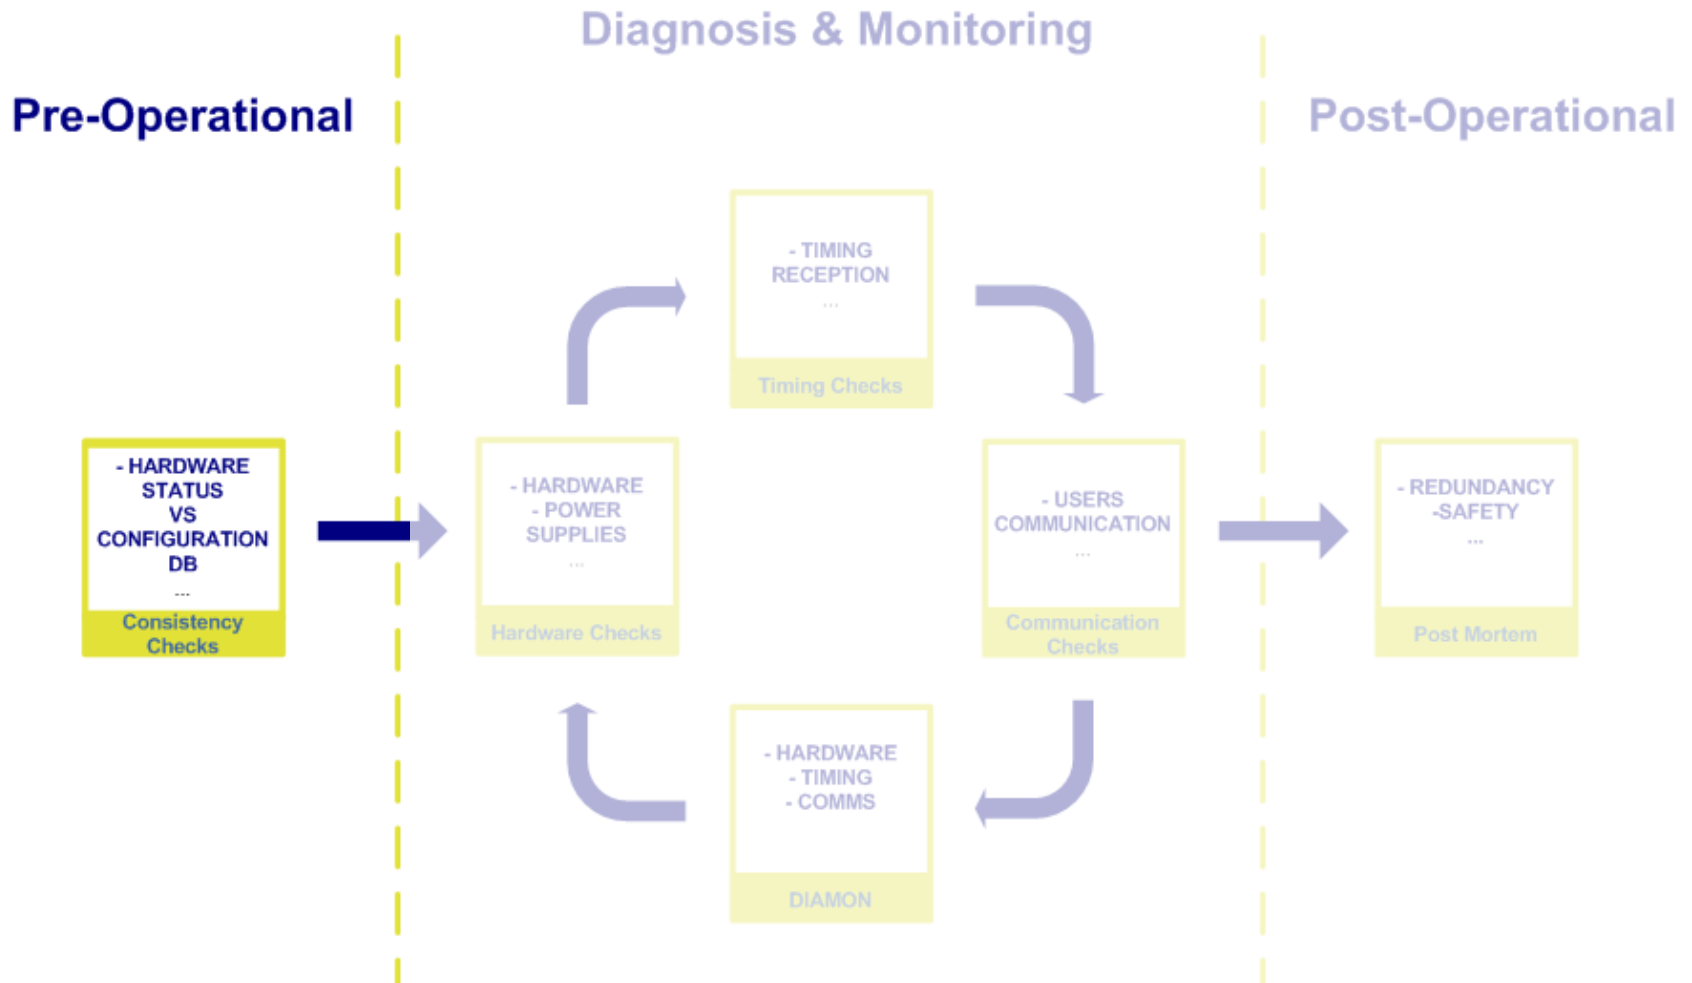 Diagnosis & Monitoring
Pre-Operational
Post-Operational
- TIMING
RECEPTION
...
Timing Checks
- HARDWARE
STATUS
VS
CONFIGURATION
DB
...
Consistency
Checks
- HARDWARE
- POWER
SUPPLIES
...
Hardware Checks
- USERS
COMMUNICATION
...
Communication
Checks
- REDUNDANCY
-SAFETY
...
Post Mortem
- HARDWARE
- TIMING
- COMMS
DIAMON